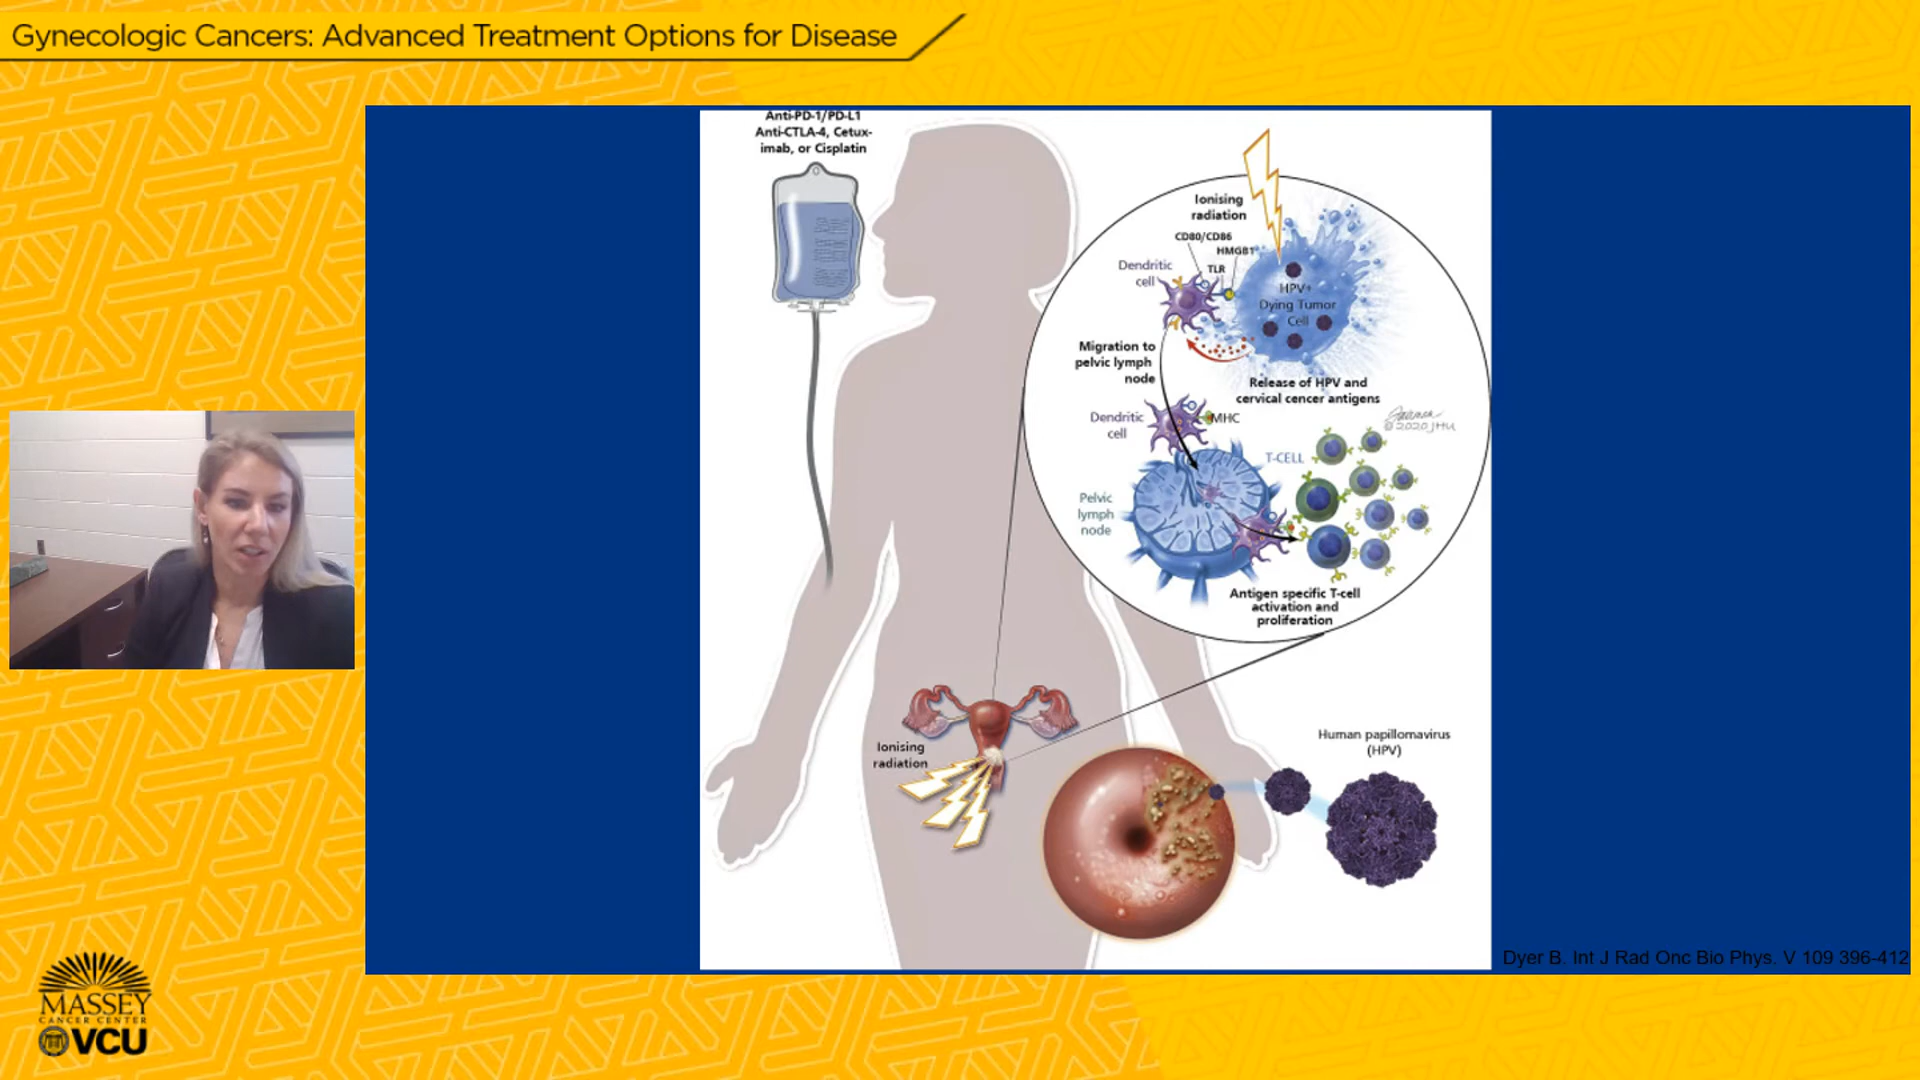 Gynecologic Cancers: Advanced Treatment Options for Disease
Anti-PD-1/PD-L1
Anti-CTLA-4, Cetux-
imab, or Cisplatin
Ionising
radiation
CD80/CD86
HMGB1
TLR
Dendritic
cell
HPV+
Dying Tumor
Cell
Migration to
pelvic lymph
node
Release of HPV and
cervical cencer antigens
Dendritic
cell
MHC
© 2020 JHU
T-CELL
Pelvic
lymph
node
Antigen specific T-cell
activation and
proliferation
Ionising
radiation
Human papillomavirus
(HPV)
Dyer B. Int J Rad Onc Bio Phys. V 109 396-412
MASSEY
CANCER CENTER
VCU